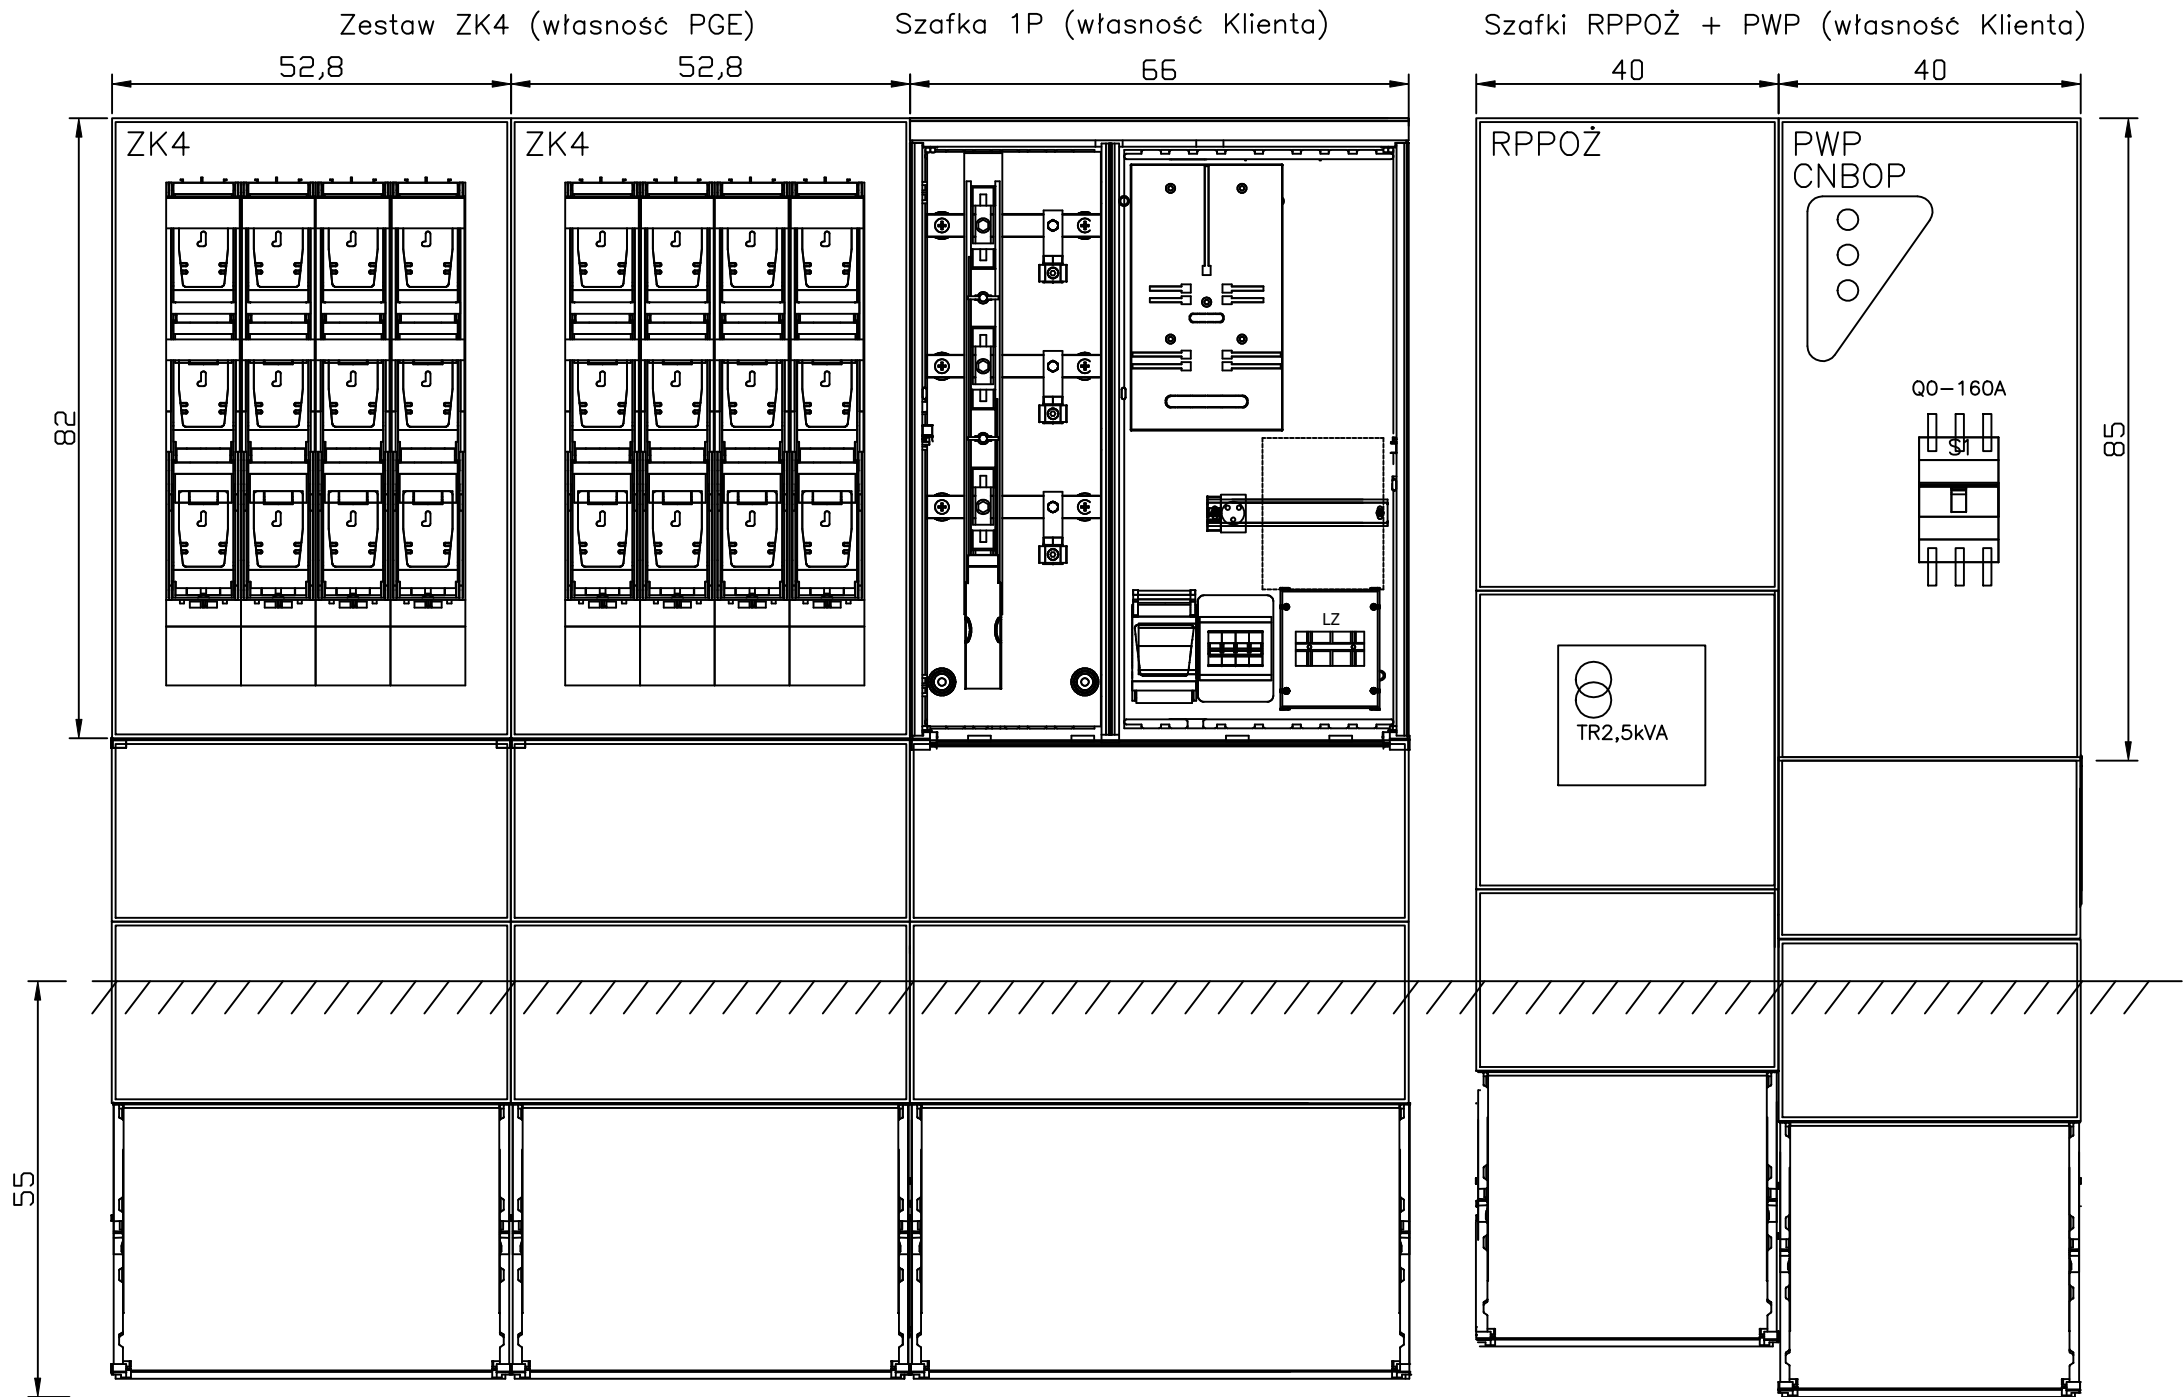 Zestaw ZK4 (własność PGE)
Szafka 1P (własność Klienta)
Szafki RPPOŻ + PWP (własność Klienta)
52,8
52,8
66
40
40
ZK4
ZK4
RPPOŻ
PWP
CNBOP
Q0-160A
S1
82
85
LZ
TR2,5kVA
55